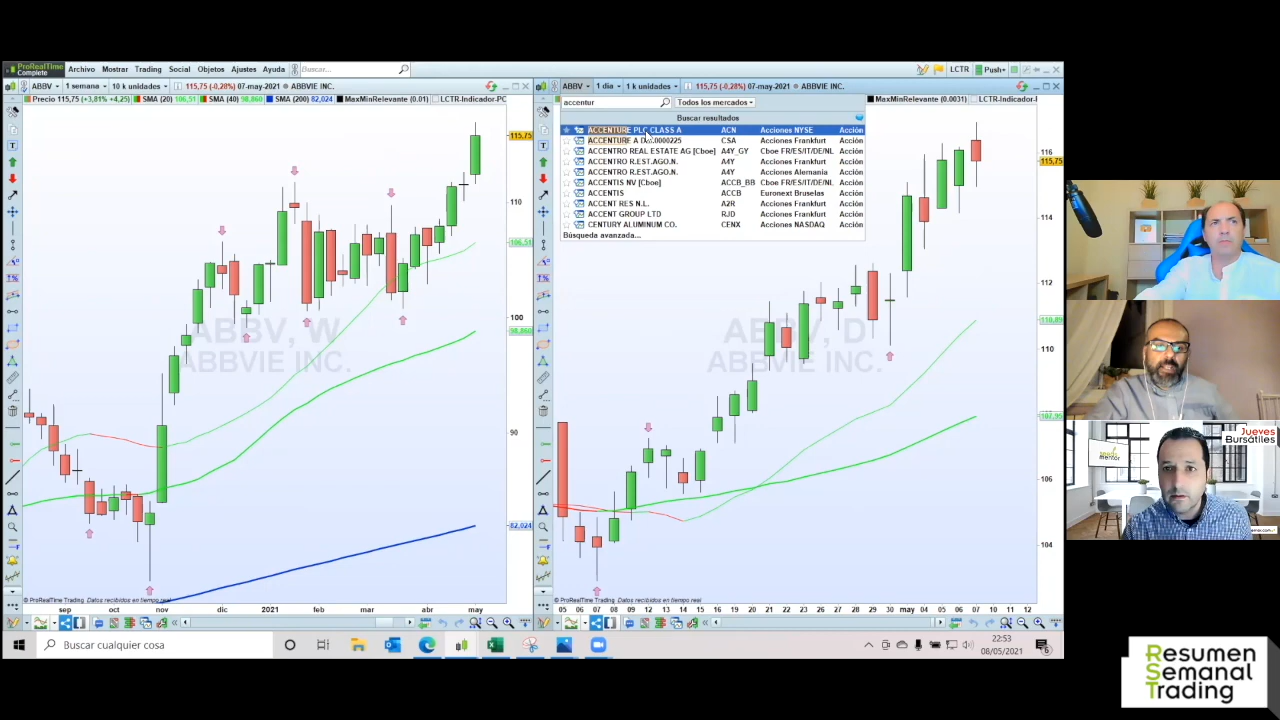 ProRealTime Complete Archivo Mostrar Trading Social Objetos Ajustes Ayuda Buscar... LCTR Push+
ABBV 1 semana 10 k unidades 115,75 (-0,28%) 07-may-2021 ABBVIE INC.
Precio 115,75 (+3,81% +4,25) SMA (20) 106,51 SMA (40) 98,860 SMA (200) 82,024 MaxMinRelevante (0.01) LCTR-Indicador-PC
115,75
110
106,51
100
98,860
90
82,024
ABBV, W
ABBVIE INC.
© ProRealTime Trading Datos recibidos en tiempo real
sep oct nov dic 2021 feb mar abr may
ABBV 1 día 1 k unidades 115,75 (-0,28%) 07-may-2021 ABBVIE INC.
MaxMinRelevante (0.0031) LCTR-Indicador-F
accentur Todos los mercados
Buscar resultados
ACCENTURE PLC CLASS A ACN Acciones NYSE Acción
ACCENTURE A CSA Acciones Frankfurt Acción
ACCENTRO REAL ESTATE AG [Cboe] A4Y_GY Cboe FR/ES/IT/DE/NL Acción
ACCENTRO R.EST.AGO.N. A4Y Acciones Frankfurt Acción
ACCENTRO R.EST.AGO.N. A4Y Acciones Alemania Acción
ACCENTIS NV [Cboe] ACCB_BB Cboe FR/ES/IT/DE/NL Acción
ACCENTIS ACCB Euronext Bruselas Acción
ACCENT RES N.L. A2R Acciones Frankfurt Acción
ACCENT GROUP LTD RJD Acciones Frankfurt Acción
CENTURY ALUMINUM CO. CENX Acciones NASDAQ Acción
Búsqueda avanzada...
116
115,75
114
112
110,89
110
107,95
106
104
ABBV, D
ABBVIE INC.
© ProRealTime Trading Datos recibidos en tiempo real
05 06 07 08 09 12 13 14 15 16 19 20 21 22 23 26 27 28 29 30 may 04 05 06 07 10 11 12
Buscar cualquier cosa
22:53
08/05/2021
6
Jueves
Bursátiles
mentor
Resumen
Semanal
Trading